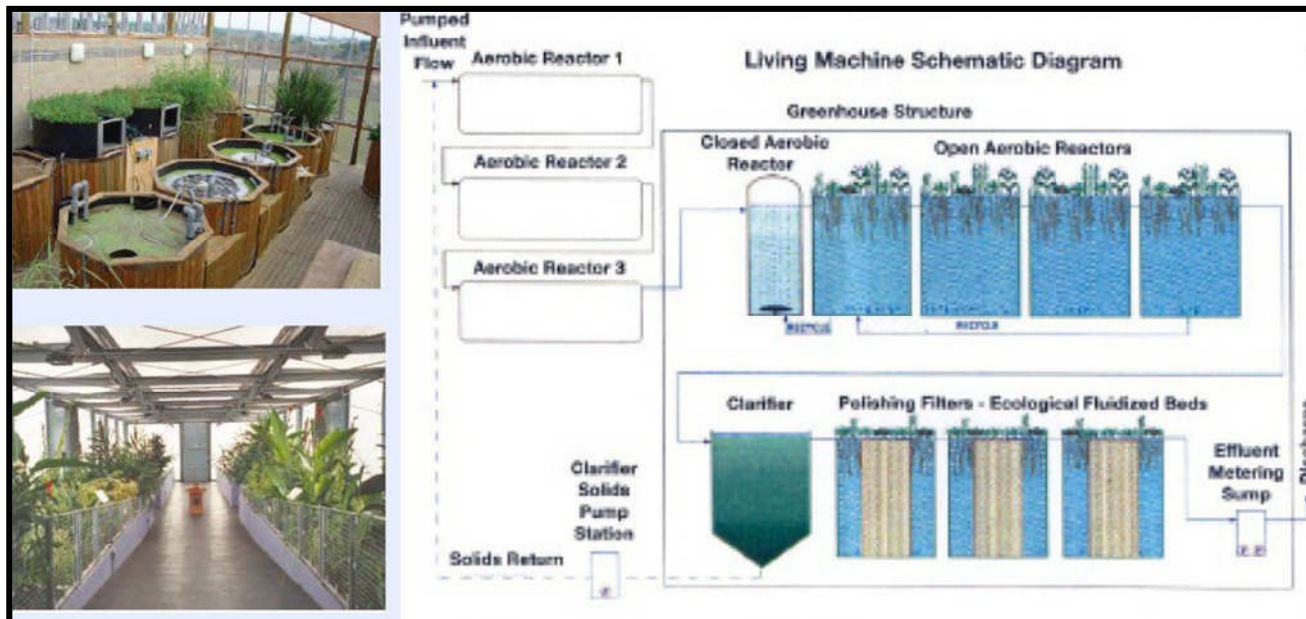 Pumped
Influent
Flow
Aerobic Reactor 1
Living Machine Schematic Diagram
Greenhouse Structure
Closed Aerobic
Reactor
Open Aerobic Reactors
Aerobic Reactor 2
Aerobic Reactor 3
RECYCLE
RECYCLE
Clarifier
Polishing Filters - Ecological Fluidized Beds
Effluent
Metering
Sump
Clarifier
Solids
Pump
Station
Solids Return
P P